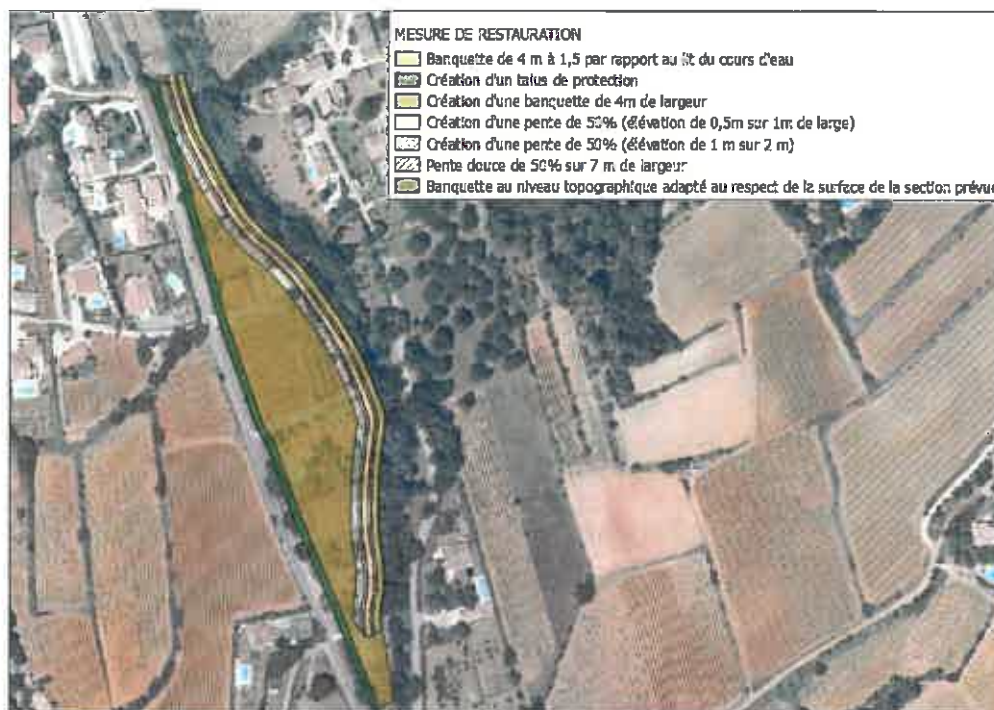 MESURE DE RESTAURATION
Banquette de 4 m à 1,5 par rapport au lit du cours d'eau
Création d'un talus de protection
Création d'une banquette de 4m de largeur
Création d'une pente de 50% (élévation de 0,5m sur 1m de large)
Création d'une pente de 50% (élévation de 1 m sur 2 m)
Pente douce de 50% sur 7 m de largeur
Banquette au niveau topographique adapté au respect de la surface de la section prévue